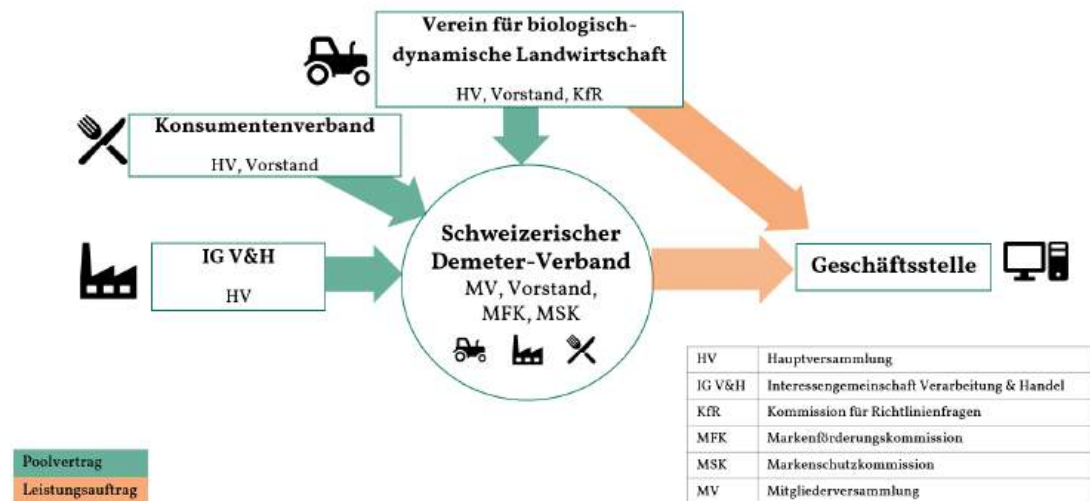 Verein für biologisch-
dynamische Landwirtschaft
HV, Vorstand, KfR
Konsumentenverband
HV, Vorstand
IG V&H
HV
Schweizerischer
Demeter-Verband
MV, Vorstand,
MFK, MSK
Geschäftsstelle
HV Hauptversammlung
IG V&H Interessengemeinschaft Verarbeitung & Handel
KfR Kommission für Richtlinienfragen
MFK Markenförderungskommission
MSK Markenschutzkommission
MV Mitgliederversammlung
Poolvertrag
Leistungsauftrag